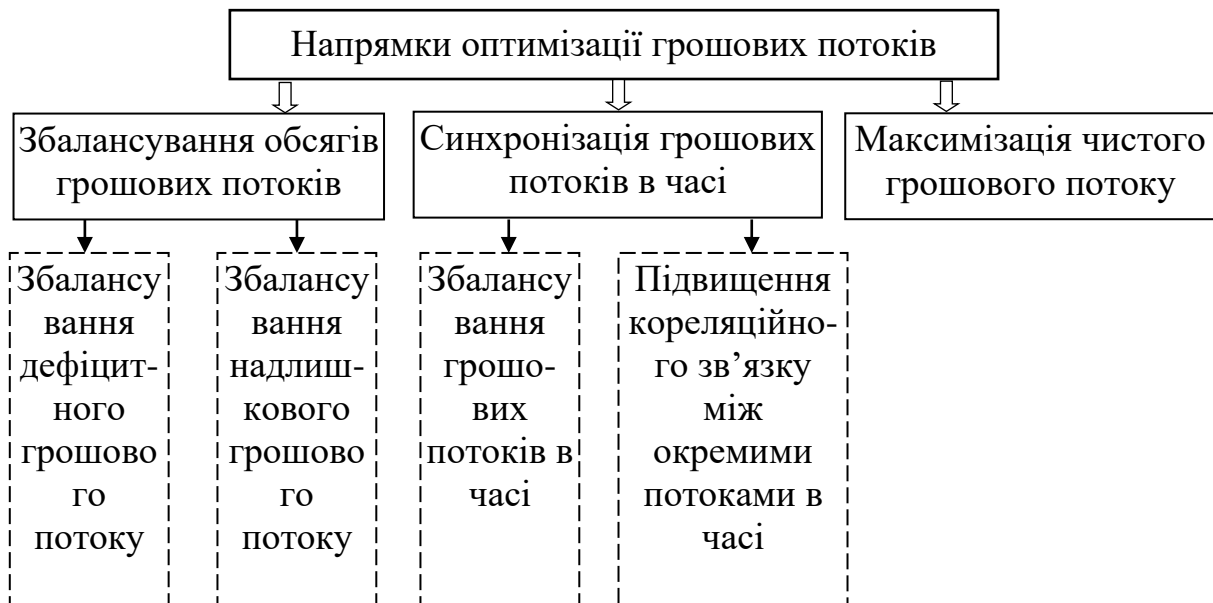 Напрямки оптимізації грошових потоків
Збалансування обсягів
грошових потоків
Синхронізація грошових
потоків в часі
Максимізація чистого
грошового потоку
Збалансу
вання
дефіцит-
ного
грошово
го
потоку
Збалансу
вання
надлиш-
кового
грошово
го
потоку
Збалансу
вання
грошо-
вих
потоків в
часі
Підвищення
кореляційно-
го зв’язку
між
окремими
потоками в
часі